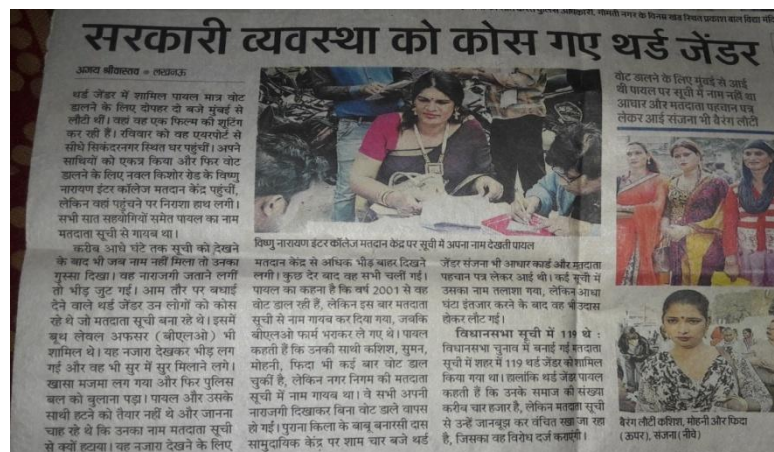 गोमती नगर के विनय खंड स्थित प्रकाश बाल विद्या
सरकारी व्यवस्था को कोस गए थर्ड जेंडर
अजय श्रीवास्तव लखनऊ
थर्ड जेंडर में शामिल पायल मात्र वोट
डालने के लिए दोपहर दो बजे मुंबई से
लौटी थीं। वहां वह एक फिल्म की शूटिंग
कर रही हैं। रविवार को वह एयरपोर्ट से
सीधे सिकंदरनगर स्थित घर पहुंचीं। अपने
साथियों को एकत्र किया और फिर वोट
डालने के लिए नवल किशोर रोड के विष्णु
नारायण इंटर कॉलेज मतदान केंद्र पहुंचीं,
लेकिन वहां पहुंचने पर निराशा हाथ लगी।
सभी सात सहयोगियों समेत पायल का नाम
मतदाता सूची से गायब था।
करीब आधे घंटे तक सूची को देखने
के बाद भी जब नाम नहीं मिला तो उनका
गुस्सा दिखा। वह नाराजगी जताने लगीं
तो भीड़ जुट गई। आम तौर पर बधाई
देने वाले थर्ड जेंडर उन लोगों को कोस
रहे थे जो मतदाता सूची बना रहे थे। इसमें
बूथ लेवल अफसर (बीएलओ) भी
शामिल थे। यह नजारा देखकर भीड़ लग
गई और वह भी सुर में सुर मिलाने लगे।
खासा मजमा लग गया और फिर पुलिस
बल को बुलाना पड़ा। पायल और उसके
साथी हटने को तैयार नहीं थे और जानना
चाह रहे थे कि उनका नाम मतदाता सूची
से क्यों हटाया। यह नजारा देखने के लिए
विष्णु नारायण इंटर कॉलेज मतदान केंद्र पर सूची में अपना नाम देखती पायल
मतदान केंद्र से अधिक भीड़ बाहर दिखने
लगी। कुछ देर बाद वह सभी चली गईं।
पायल का कहना है कि वर्ष 2001 से वह
वोट डाल रही हैं, लेकिन इस बार मतदाता
सूची से नाम गायब कर दिया गया, जबकि
बीएलओ फार्म भराकर ले गए थे। पायल
कहती हैं कि उनकी साथी कशिश, सुमन,
मोहनी, फिदा भी कई बार वोट डाल
चुकी हैं, लेकिन नगर निगम की मतदाता
सूची में नाम गायब था। वे सभी अपनी
नाराजगी दिखाकर बिना वोट डाले वापस
हो गईं। पुराना किला के बाबू बनारसी दास
सामुदायिक केंद्र पर शाम चार बजे थर्ड
जेंडर संजना भी आधार कार्ड और मतदाता
पहचान पत्र लेकर आई थी। कई सूची में
उसका नाम तलाशा गया, लेकिन आधा
घंटा इंतजार करने के बाद वह भी उदास
होकर लौट गई।
विधानसभा सूची में 119 थे :
विधानसभा चुनाव में बनाई गई मतदाता
सूची में शहर में 119 थर्ड जेंडर को शामिल
किया गया था। हालांकि थर्ड जेंडर पायल
कहती हैं कि उनके समाज की संख्या
करीब चार हजार है, लेकिन मतदाता सूची
से उन्हें जानबूझ कर वंचित रखा जा रहा
है, जिसका वह विरोध दर्ज कराएंगी।
वोट डालने के लिए मुंबई से आई
थी पायल पर सूची में नाम नहीं था
आधार और मतदाता पहचान पत्र
लेकर आई संजना भी बैरंग लौटीं
बैरंग लौटीं कशिश, मोहनी और फिदा
(ऊपर), संजना (नीचे)